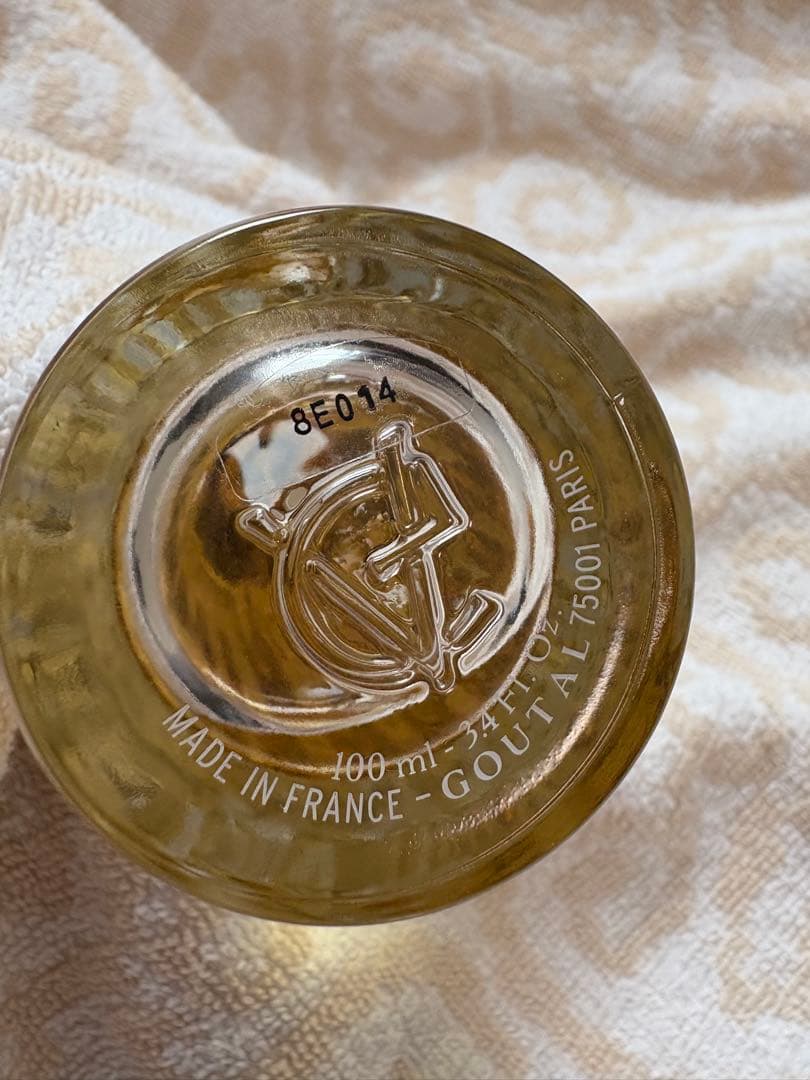 8E014
100 ml - 3.4 Fl. Oz.
MADE IN FRANCE - GOUTAL 75001 PARIS